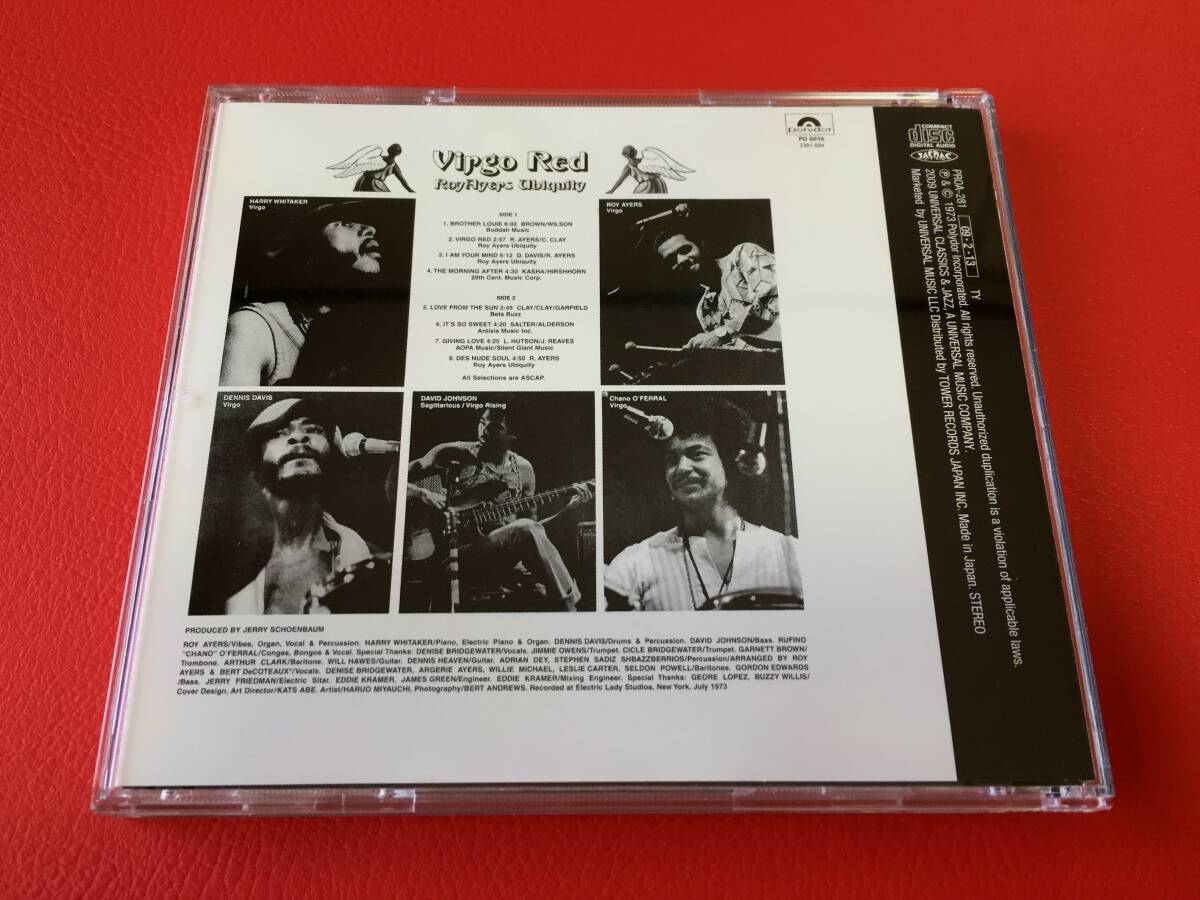 polydor
PD 6016
2391 094
Virgo Red
Roy Ayers Ubiquity
HARRY WHITAKER
Virgo
SIDE 1
1. BROTHER LOUIE 6:02 BROWN/WILSON
Buddah Music
2. VIRGO RED 2:57 R. AYERS/C. CLAY
Roy Ayers Ubiquity
3. I AM YOUR MIND 6:12 D. DAVIS/R. AYERS
Roy Ayers Ubiquity
4. THE MORNING AFTER 4:30 KASHA/HIRSHHORN
20th Cent. Music Corp.
SIDE 2
5. LOVE FROM THE SUN 2:45 CLAY/CLAY/GARFIELD
Beta Buzz
6. IT'S SO SWEET 4:20 SALTER/ALDERSON
Antisia Music Inc.
7. GIVING LOVE 4:25 L. HUTSON/J. REAVES
AOPA Music/Silent Giant Music
8. DES NUDE SOUL 4:50 R. AYERS
Roy Ayers Ubiquity
All Selections are ASCAP.
ROY AYERS
Virgo
DENNIS DAVIS
Virgo
DAVID JOHNSON
Sagittarious / Virgo Rising
Chano O'FERRAL
Virgo
PRODUCED BY JERRY SCHOENBAUM
ROY AYERS/Vibes, Organ, Vocal & Percussion. HARRY WHITAKER/Piano, Electric Piano & Organ. DENNIS DAVIS/Drums & Percussion. DAVID JOHNSON/Bass. RUFINO
"CHANO" O'FERRAL/Congas, Bongos & Vocal. Special Thanks: DENISE BRIDGEWATER/Vocals. JIMMIE OWENS/Trumpet. CICLE BRIDGEWATER/Trumpet. GARNETT BROWN/
Trombone. ARTHUR CLARK/Baritone. WILL HAWES/Guitar. DENNIS HEAVEN/Guitar. ADRIAN DEY, STEPHEN SADIZ SHBAZZBERRIOS/Percussion/ARRANGED BY ROY
AYERS & BERT DeCOTEAUX*/Vocals. DENISE BRIDGEWATER, ARGERIE AYERS, WILLIE MICHAEL, LESLIE CARTER, SELDON POWELL/Baritones. GORDON EDWARDS
/Bass. JERRY FRIEDMAN/Electric Sitar. EDDIE KRAMER, JAMES GREEN/Engineer. EDDIE KRAMER/Mixing Engineer. Special Thanks: GEORE LOPEZ, BUZZY WILLIS/
Cover Design, Art Director/KATS ABE. Artist/HARUO MIYAUCHI, Photography/BERT ANDREWS. Recorded at Electric Lady Studios, New York, July 1973
COMPACT
disc
DIGITAL AUDIO
JASRAC
PRDA-281 09·2·13 TY
℗ & © 1973 Polydor Incorporated. All rights reserved. Unauthorized duplication is a violation of applicable laws.
2009 UNIVERSAL CLASSICS & JAZZ, A UNIVERSAL MUSIC COMPANY.
Marketed by UNIVERSAL MUSIC LLC Distributed by TOWER RECORDS JAPAN INC. Made in Japan. STEREO